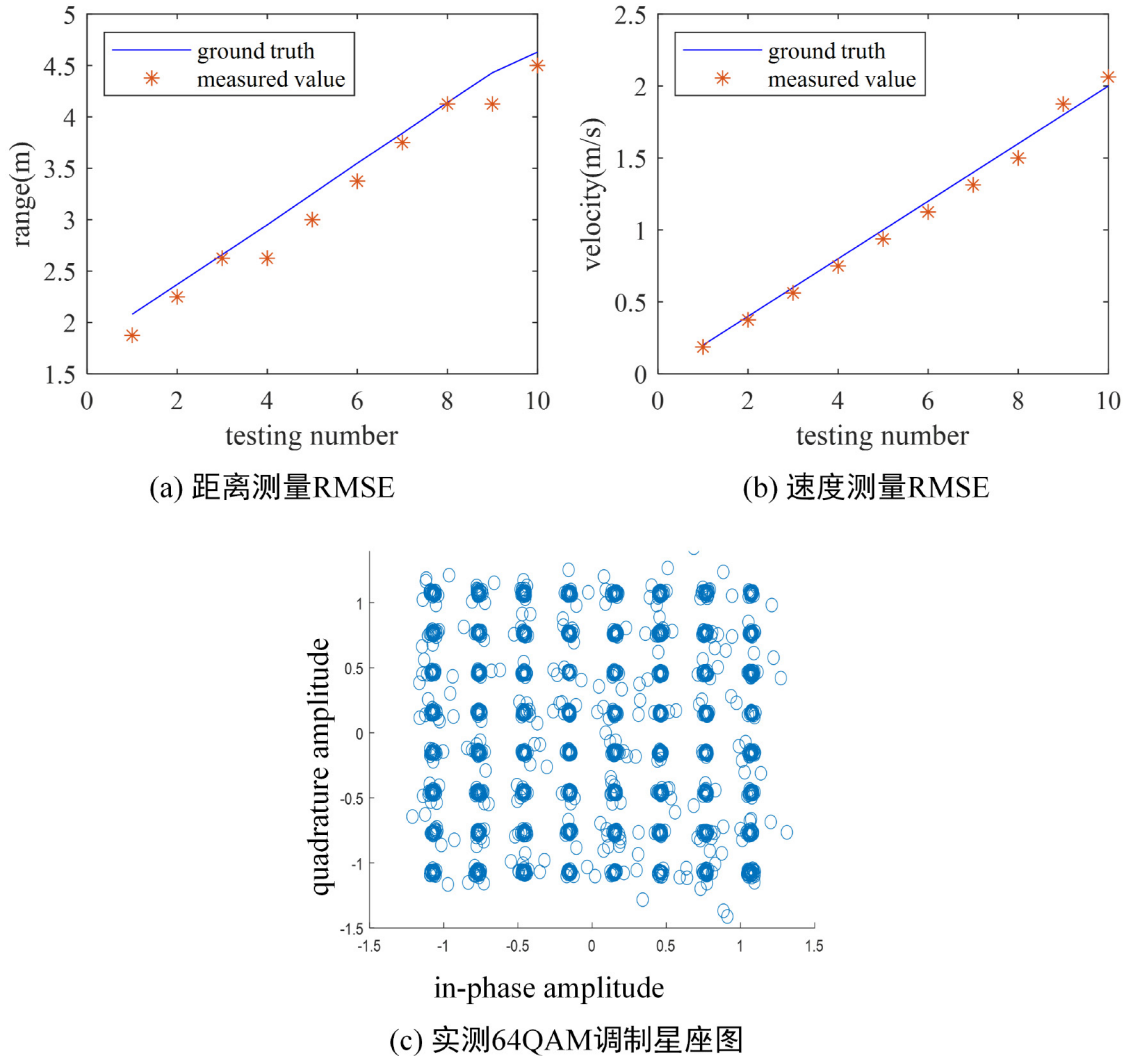 5
4.5
4
3.5
3
2.5
2
1.5
range(m)
ground truth
measured value
0 2 4 6 8 10
testing number
(a) 距离测量RMSE
2.5
2
1.5
1
0.5
0
velocity(m/s)
ground truth
measured value
0 2 4 6 8 10
testing number
(b) 速度测量RMSE
1
0.5
0
-0.5
-1
-1.5
quadrature amplitude
-1.5 -1 -0.5 0 0.5 1 1.5
in-phase amplitude
(c) 实测64QAM调制星座图